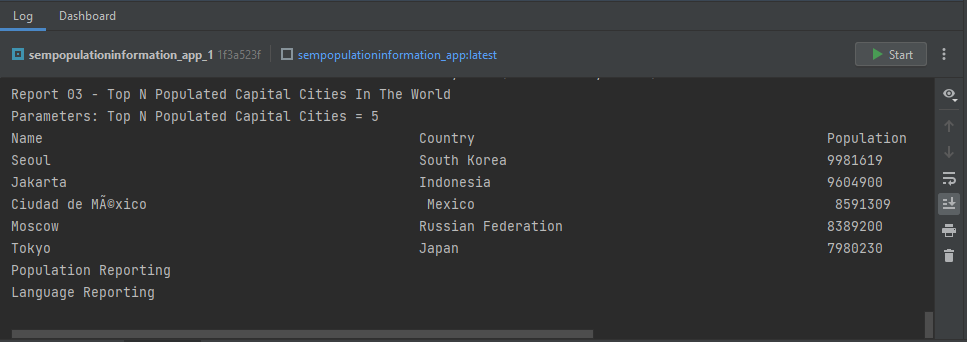 Log Dashboard
sempopulationinformation_app_1 1f3a523f sempopulationinformation_app:latest Start
Report 03 - Top N Populated Capital Cities In The World
Parameters: Top N Populated Capital Cities = 5
Name Country Population
Seoul South Korea 9981619
Jakarta Indonesia 9604900
Ciudad de México Mexico 8591309
Moscow Russian Federation 8389200
Tokyo Japan 7980230
Population Reporting
Language Reporting